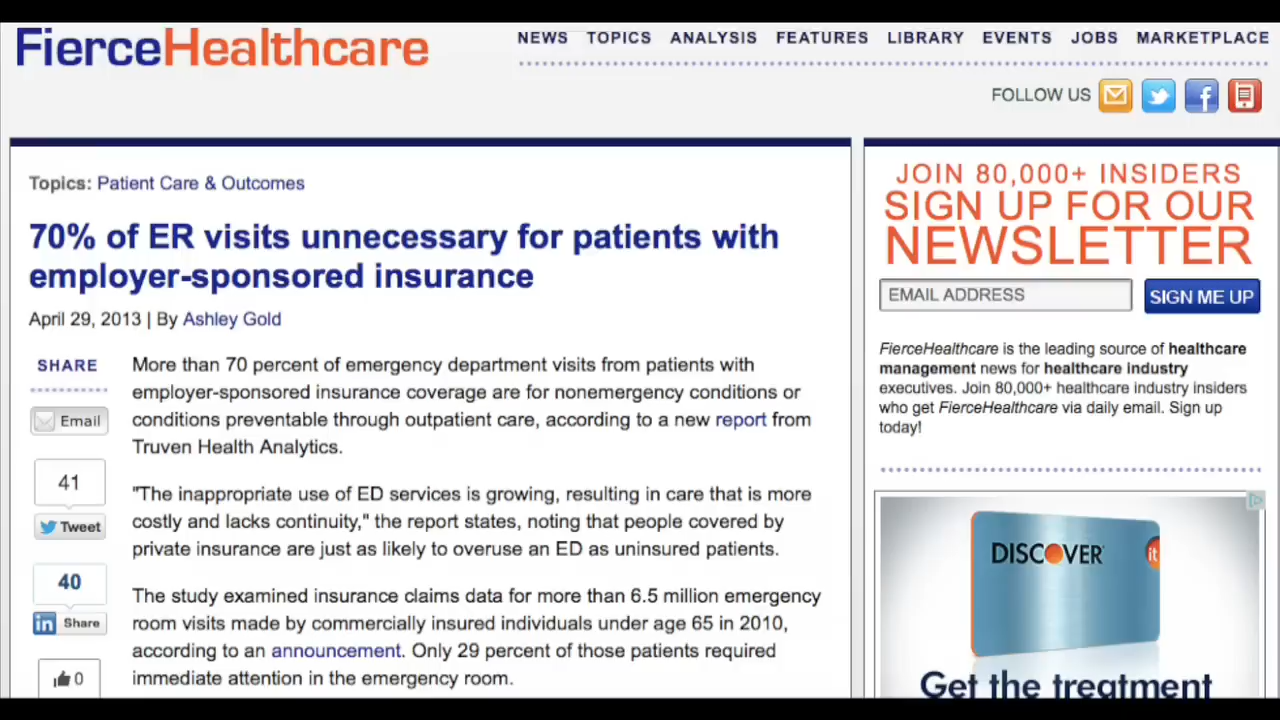 FierceHealthcare
NEWS TOPICS ANALYSIS FEATURES LIBRARY EVENTS JOBS MARKETPLACE
FOLLOW US
Topics: Patient Care & Outcomes
70% of ER visits unnecessary for patients with
employer-sponsored insurance
April 29, 2013 | By Ashley Gold
SHARE
Email
41
Tweet
40
in Share
0
More than 70 percent of emergency department visits from patients with
employer-sponsored insurance coverage are for nonemergency conditions or
conditions preventable through outpatient care, according to a new report from
Truven Health Analytics.
"The inappropriate use of ED services is growing, resulting in care that is more
costly and lacks continuity," the report states, noting that people covered by
private insurance are just as likely to overuse an ED as uninsured patients.
The study examined insurance claims data for more than 6.5 million emergency
room visits made by commercially insured individuals under age 65 in 2010,
according to an announcement. Only 29 percent of those patients required
immediate attention in the emergency room.
JOIN 80,000+ INSIDERS
SIGN UP FOR OUR
NEWSLETTER
EMAIL ADDRESS
SIGN ME UP
FierceHealthcare is the leading source of healthcare
management news for healthcare industry
executives. Join 80,000+ healthcare industry insiders
who get FierceHealthcare via daily email. Sign up
today!
DISCOVER it
Get the treatment